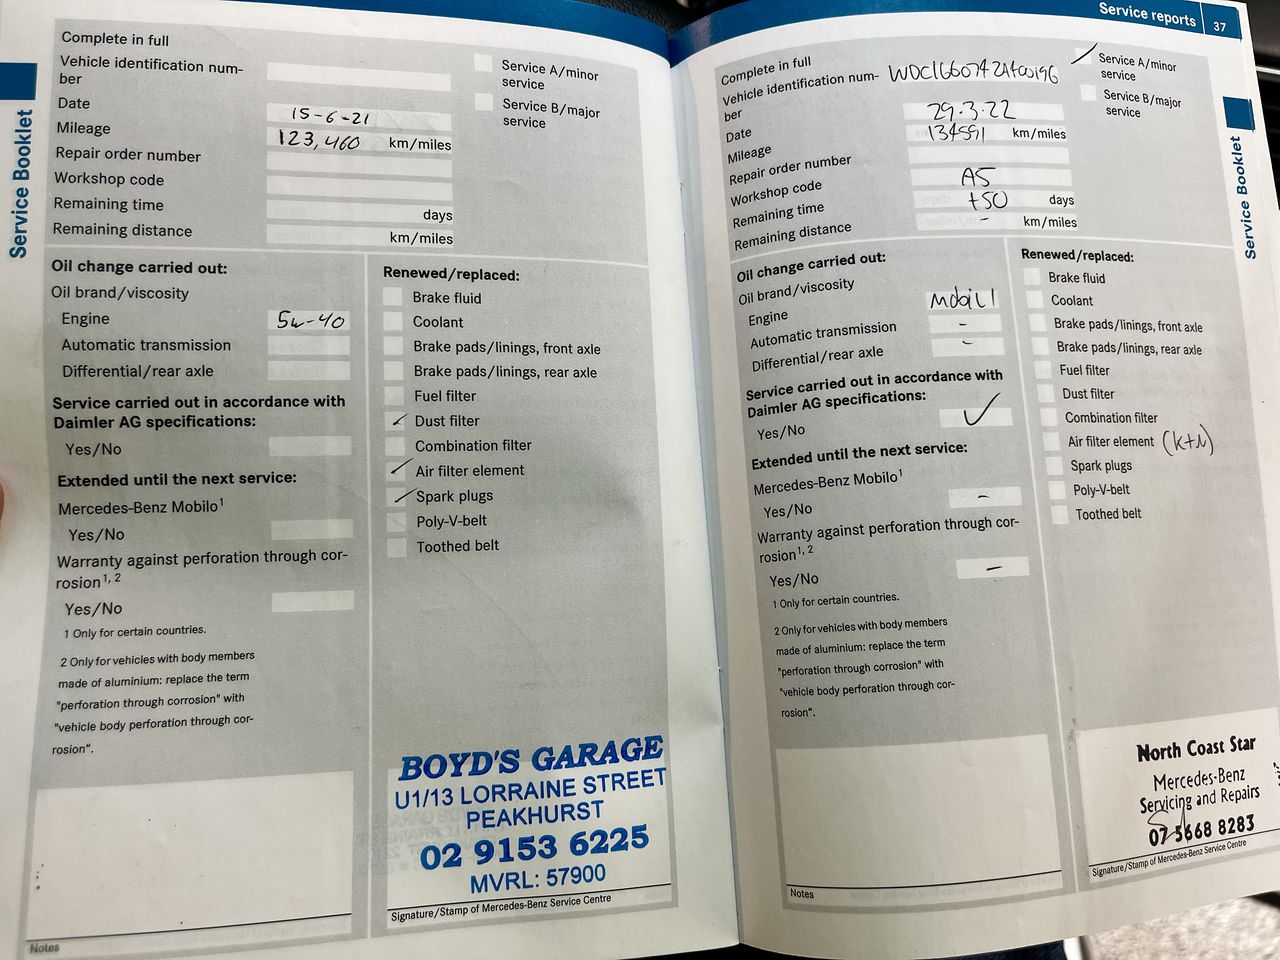 Service Booklet
Complete in full
Vehicle identification num-
ber
Date 15-6-21
Mileage 123,460 km/miles
Repair order number
Workshop code
Remaining time days
Remaining distance km/miles
Service A/minor
service
Service B/major
service
Oil change carried out:
Oil brand/viscosity
Engine 5w-40
Automatic transmission
Differential/rear axle
Service carried out in accordance with
Daimler AG specifications:
Yes/No
Extended until the next service:
Mercedes-Benz Mobilo1
Yes/No
Warranty against perforation through cor-
rosion1, 2
Yes/No
1 Only for certain countries.
2 Only for vehicles with body members
made of aluminium: replace the term
"perforation through corrosion" with
"vehicle body perforation through cor-
rosion".
Notes
Renewed/replaced:
Brake fluid
Coolant
Brake pads/linings, front axle
Brake pads/linings, rear axle
Fuel filter
Dust filter
Combination filter
Air filter element
Spark plugs
Poly-V-belt
Toothed belt
BOYD'S GARAGE
U1/13 LORRAINE STREET
PEAKHURST
02 9153 6225
MVRL: 57900
Signature/Stamp of Mercedes-Benz Service Centre
Service reports 37
Complete in full
Vehicle identification num-
ber
Date 29.3.22
Mileage 134591 km/miles
Repair order number
Workshop code A5
Remaining time +50 days
Remaining distance - km/miles
Service A/minor
service
Service B/major
service
Service Booklet
Oil change carried out:
Oil brand/viscosity
Engine Mobil 1
Automatic transmission -
Differential/rear axle -
Service carried out in accordance with
Daimler AG specifications:
Yes/No ✓
Extended until the next service:
Mercedes-Benz Mobilo1
Yes/No -
Warranty against perforation through cor-
rosion1, 2
Yes/No -
1 Only for certain countries.
2 Only for vehicles with body members
made of aluminium: replace the term
"perforation through corrosion" with
"vehicle body perforation through cor-
rosion".
Notes
Renewed/replaced:
Brake fluid
Coolant
Brake pads/linings, front axle
Brake pads/linings, rear axle
Fuel filter
Dust filter
Combination filter
Air filter element (K+N)
Spark plugs
Poly-V-belt
Toothed belt
North Coast Star
Mercedes-Benz
Servicing and Repairs
07 5668 8283
Signature/Stamp of Mercedes-Benz Service Centre